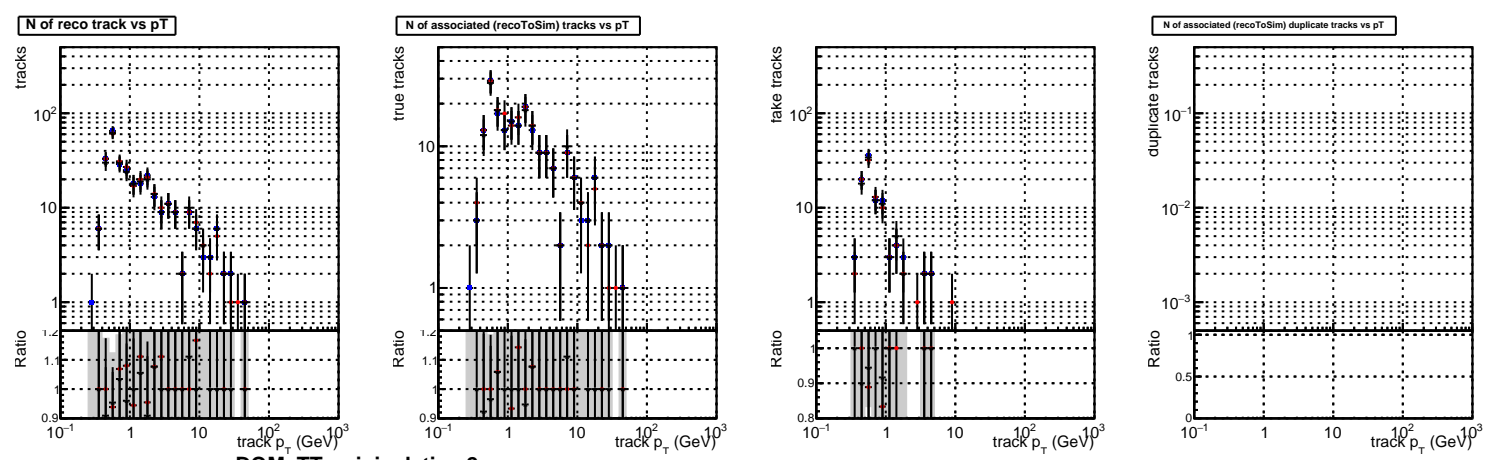 N of reco track vs pT
tracks
10²
10
1
Ratio
1.2
1.1
1
0.9
10⁻¹ 1 10 10² 10³
track p_T (GeV)
N of associated (recoToSim) tracks vs pT
true tracks
10
1
Ratio
1.2
1.1
1
0.9
10⁻¹ 1 10 10² 10³
track p_T (GeV)
fake tracks
10²
10
1
Ratio
1
0.9
0.8
10⁻¹ 1 10 10² 10³
track p_T (GeV)
N of associated (recoToSim) duplicate tracks vs pT
duplicate tracks
10⁻¹
10⁻²
10⁻³
Ratio
1
0.5
0
10⁻¹ 1 10 10² 10³
track p_T (GeV)